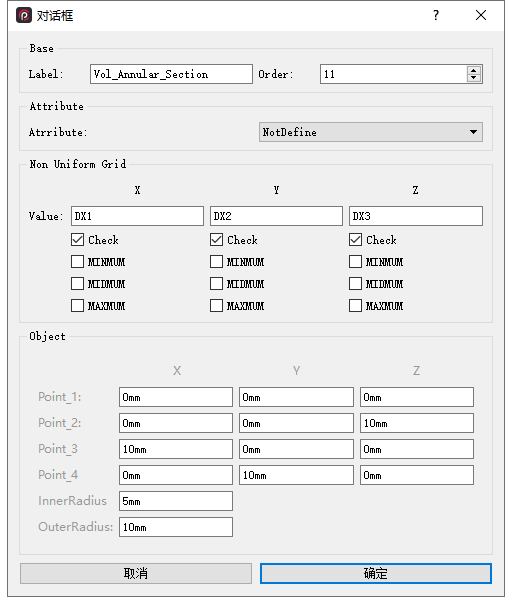 对话框 ?
Base
Label: Vol_Annular_Section Order: 11
Attribute
Atrribute: NotDefine
Non Uniform Grid
X Y Z
Value: DX1 DX2 DX3
Check Check Check
MINMUM MINMUM MINMUM
MIDMUM MIDMUM MIDMUM
MAXMUM MAXMUM MAXMUM
Object
X Y Z
Point_1: 0mm 0mm 0mm
Point_2: 0mm 0mm 10mm
Point_3 10mm 0mm 0mm
Point_4 0mm 10mm 0mm
InnerRadius 5mm
OuterRadius: 10mm
取消 确定